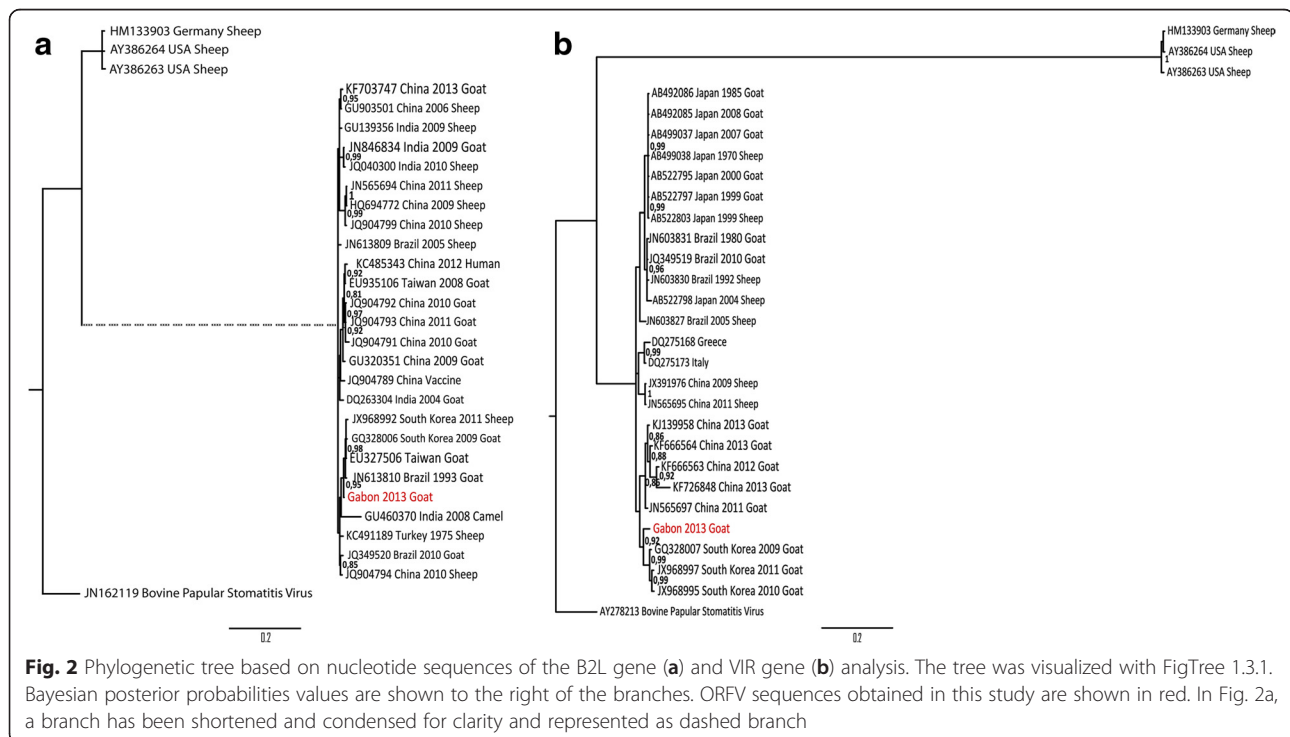 a
HM133903 Germany Sheep
AY386264 USA Sheep
AY386263 USA Sheep
KF703747 China 2013 Goat
0,95
GU903501 China 2006 Sheep
GU139356 India 2009 Sheep
JN846834 India 2009 Goat
0,99
JQ040300 India 2010 Sheep
JN565694 China 2011 Sheep
1
HQ694772 China 2009 Sheep
0,99
JQ904799 China 2010 Sheep
JN613809 Brazil 2005 Sheep
KC485343 China 2012 Human
0,92
EU935106 Taiwan 2008 Goat
0,81
JQ904792 China 2010 Goat
0,97
JQ904793 China 2011 Goat
0,92
JQ904791 China 2010 Goat
GU320351 China 2009 Goat
JQ904789 China Vaccine
DQ263304 India 2004 Goat
JX968992 South Korea 2011 Sheep
GQ328006 South Korea 2009 Goat
0,98
EU327506 Taiwan Goat
JN613810 Brazil 1993 Goat
0,95
Gabon 2013 Goat
GU460370 India 2008 Camel
KC491189 Turkey 1975 Sheep
JQ349520 Brazil 2010 Goat
0,85
JQ904794 China 2010 Sheep
JN162119 Bovine Papular Stomatitis Virus
0.2
b
HM133903 Germany Sheep
AY386264 USA Sheep
1
AY386263 USA Sheep
AB492086 Japan 1985 Goat
AB492085 Japan 2008 Goat
AB499037 Japan 2007 Goat
0,99
AB499038 Japan 1970 Sheep
AB522795 Japan 2000 Goat
AB522797 Japan 1999 Goat
0,99
AB522803 Japan 1999 Sheep
JN603831 Brazil 1980 Goat
JQ349519 Brazil 2010 Goat
0,96
JN603830 Brazil 1992 Sheep
AB522798 Japan 2004 Sheep
JN603827 Brazil 2005 Sheep
DQ275168 Greece
0,99
DQ275173 Italy
JX391976 China 2009 Sheep
1
JN565695 China 2011 Sheep
KJ139958 China 2013 Goat
0,86
KF666564 China 2013 Goat
0,88
KF666563 China 2012 Goat
0,92
0,86
KF726848 China 2013 Goat
JN565697 China 2011 Goat
Gabon 2013 Goat
0,92
GQ328007 South Korea 2009 Goat
0,99
JX968997 South Korea 2011 Goat
0,99
JX968995 South Korea 2010 Goat
AY278213 Bovine Papular Stomatitis Virus
0.2
Fig. 2 Phylogenetic tree based on nucleotide sequences of the B2L gene (a) and VIR gene (b) analysis. The tree was visualized with FigTree 1.3.1.
Bayesian posterior probabilities values are shown to the right of the branches. ORFV sequences obtained in this study are shown in red. In Fig. 2a,
a branch has been shortened and condensed for clarity and represented as dashed branch